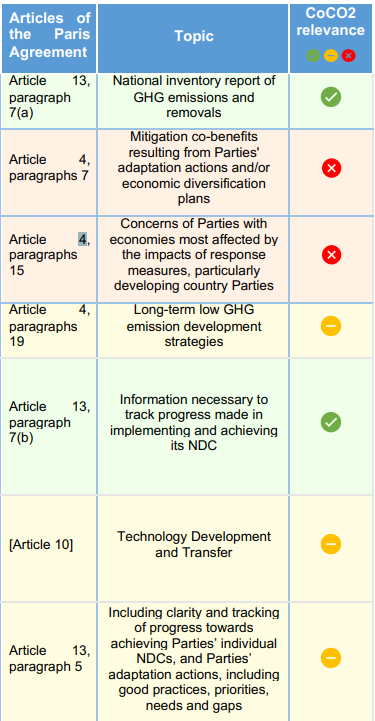 Articles of
the Paris
Agreement
Topic
CoCO2
relevance
Article 13,
paragraph
7(a)
National inventory report of
GHG emissions and
removals
Article 4,
paragraphs 7
Mitigation co-benefits
resulting from Parties'
adaptation actions and/or
economic diversification
plans
Article 4,
paragraphs
15
Concerns of Parties with
economies most affected by
the impacts of response
measures, particularly
developing country Parties
Article 4,
paragraphs
19
Long-term low GHG
emission development
strategies
Article 13,
paragraph
7(b)
Information necessary to
track progress made in
implementing and achieving
its NDC
[Article 10]
Technology Development
and Transfer
Article 13,
paragraph 5
Including clarity and tracking
of progress towards
achieving Parties' individual
NDCs, and Parties'
adaptation actions, including
good practices, priorities,
needs and gaps